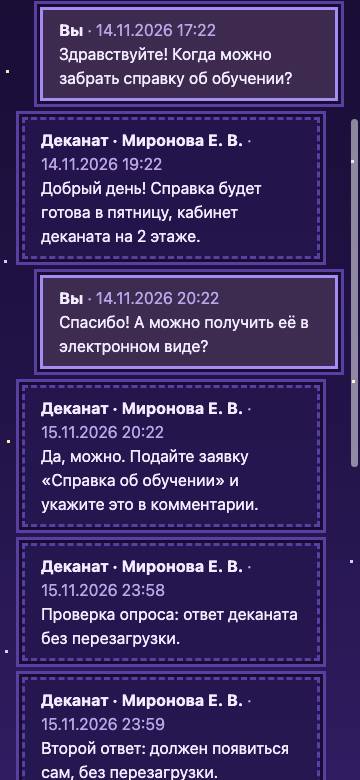 Вы · 14.11.2026 17:22
Здравствуйте! Когда можно
забрать справку об обучении?
Деканат · Миронова Е. В. ·
14.11.2026 19:22
Добрый день! Справка будет
готова в пятницу, кабинет
деканата на 2 этаже.
Вы · 14.11.2026 20:22
Спасибо! А можно получить её в
электронном виде?
Деканат · Миронова Е. В. ·
15.11.2026 20:22
Да, можно. Подайте заявку
«Справка об обучении» и
укажите это в комментарии.
Деканат · Миронова Е. В. ·
15.11.2026 23:58
Проверка опроса: ответ деканата
без перезагрузки.
Деканат · Миронова Е. В. ·
15.11.2026 23:59
Второй ответ: должен появиться
сам, без перезагрузки.